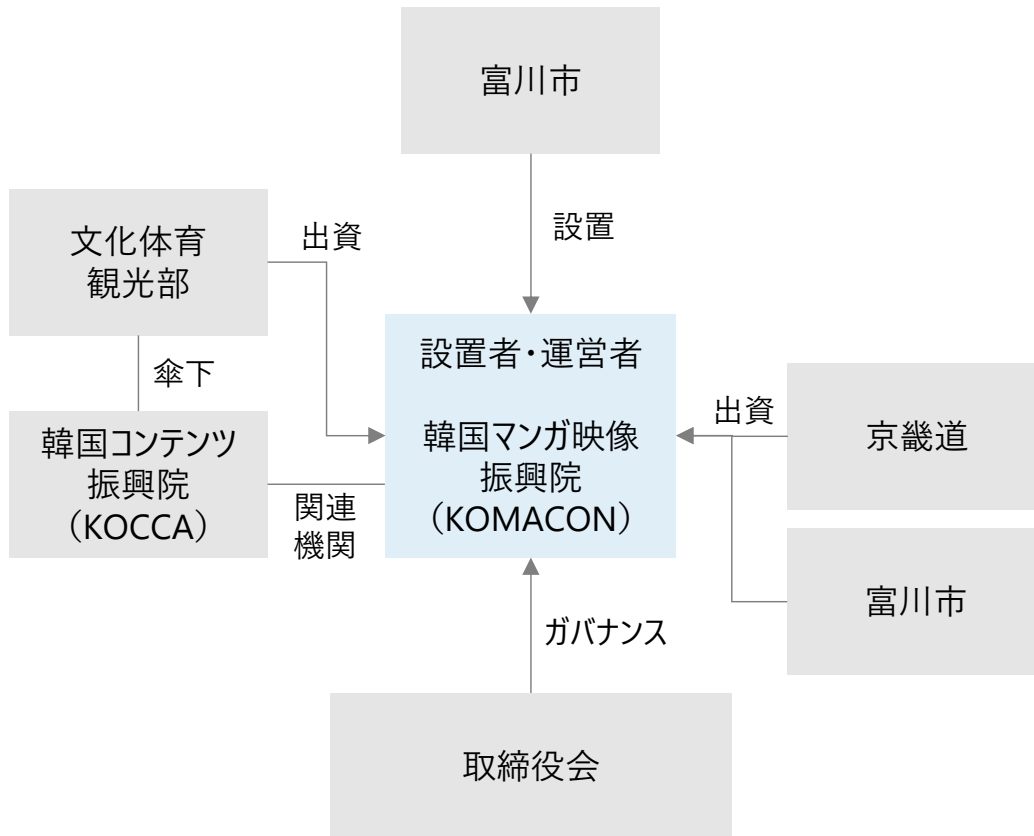 富川市
設置
文化体育
観光部
出資
傘下
韓国コンテンツ
振興院
（KOCCA）
関連
機関
設置者・運営者
韓国マンガ映像
振興院
（KOMACON）
出資
京畿道
富川市
ガバナンス
取締役会